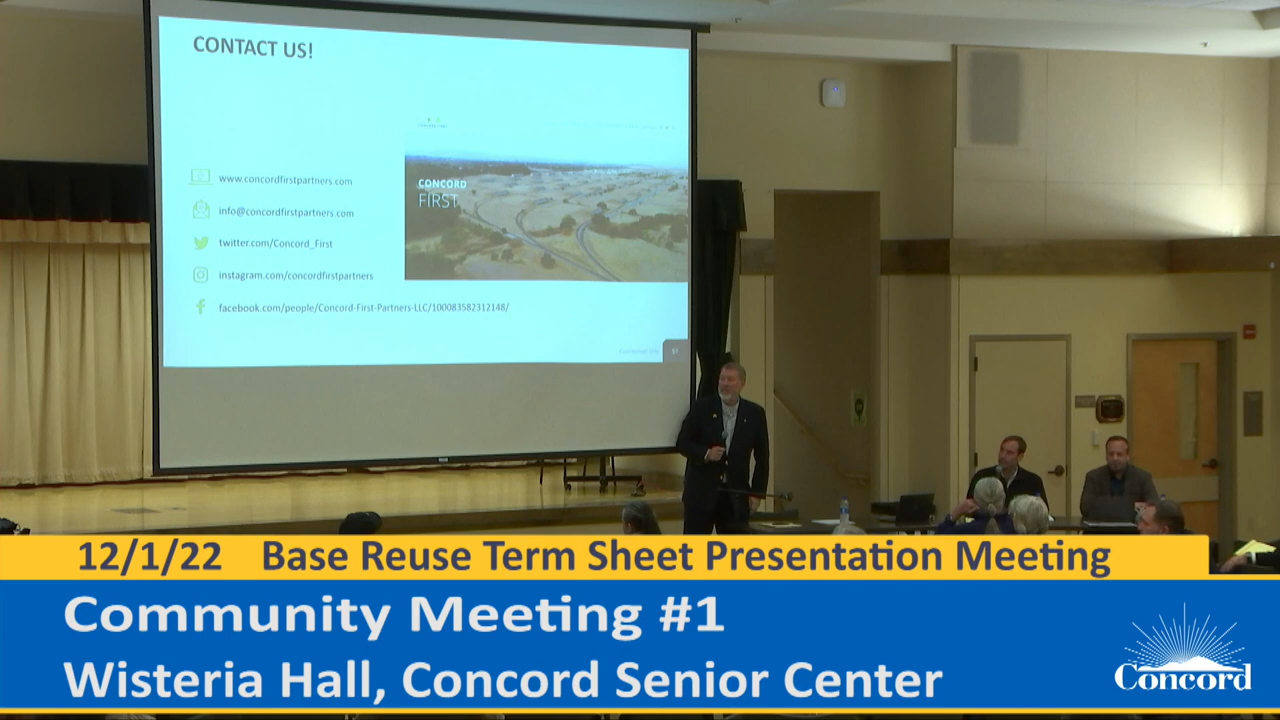 CONTACT US!
www.concordfirstpartners.com
info@concordfirstpartners.com
twitter.com/Concord_First
instagram.com/concordfirstpartners
facebook.com/people/Concord-First-Partners-LLC/100083582312148/
CONCORD
FIRST
57
12/1/22 Base Reuse Term Sheet Presentation Meeting
Community Meeting #1
Wisteria Hall, Concord Senior Center
Concord